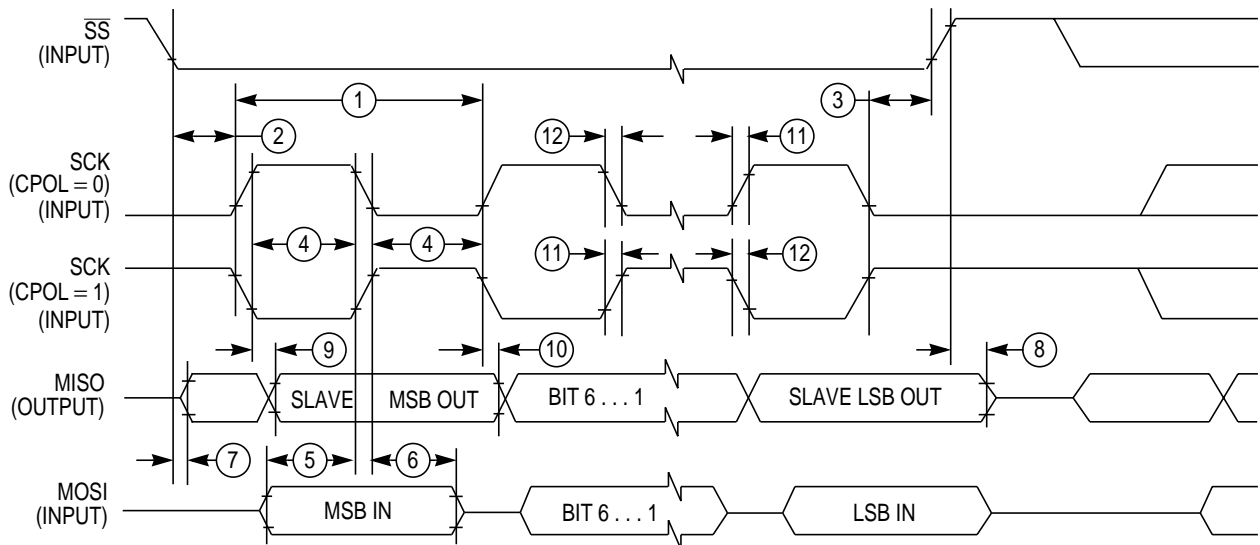 SS
(INPUT)
1
3
2
12
11
SCK
(CPOL = 0)
(INPUT)
4
4
11
12
SCK
(CPOL = 1)
(INPUT)
9
10
8
MISO
(OUTPUT)
SLAVE
MSB OUT
BIT 6 . . . 1
SLAVE LSB OUT
7
5
6
MOSI
(INPUT)
MSB IN
BIT 6 . . . 1
LSB IN